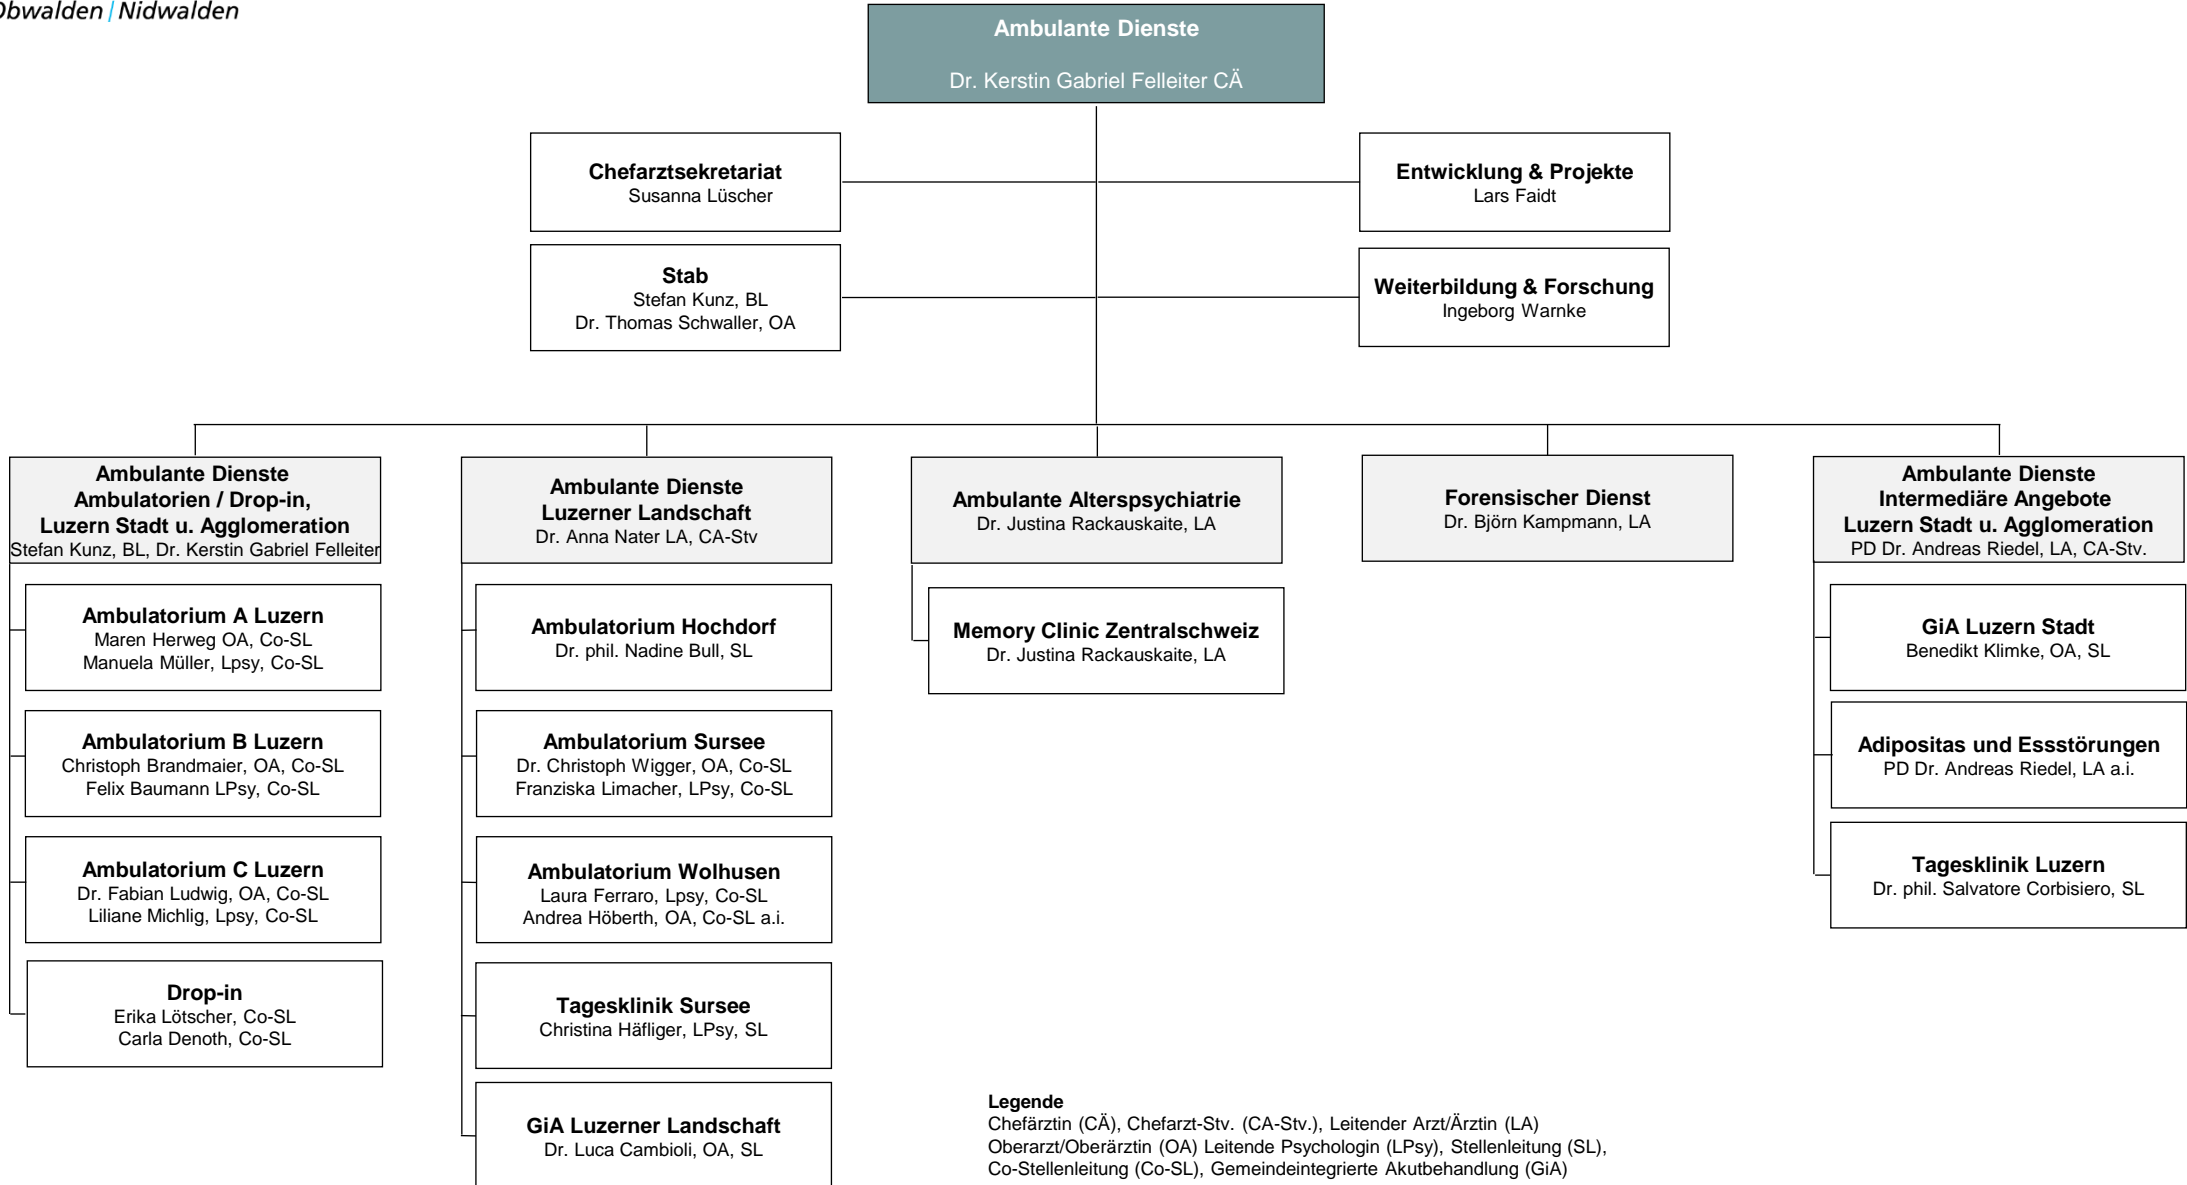 Obwalden | Nidwalden
Ambulante Dienste
Dr. Kerstin Gabriel Felleiter CÄ
Chefarztsekretariat
Susanna Lüscher
Entwicklung & Projekte
Lars Faidt
Stab
Stefan Kunz, BL
Dr. Thomas Schwaller, OA
Weiterbildung & Forschung
Ingeborg Warnke
Ambulante Dienste
Ambulatorien / Drop-in,
Luzern Stadt u. Agglomeration
Stefan Kunz, BL, Dr. Kerstin Gabriel Felleiter
Ambulatorium A Luzern
Maren Herweg OA, Co-SL
Manuela Müller, Lpsy, Co-SL
Ambulatorium B Luzern
Christoph Brandmaier, OA, Co-SL
Felix Baumann LPsy, Co-SL
Ambulatorium C Luzern
Dr. Fabian Ludwig, OA, Co-SL
Liliane Michlig, Lpsy, Co-SL
Drop-in
Erika Lötscher, Co-SL
Carla Denoth, Co-SL
Ambulante Dienste
Luzerner Landschaft
Dr. Anna Nater LA, CA-Stv
Ambulatorium Hochdorf
Dr. phil. Nadine Bull, SL
Ambulatorium Sursee
Dr. Christoph Wigger, OA, Co-SL
Franziska Limacher, LPsy, Co-SL
Ambulatorium Wolhusen
Laura Ferraro, Lpsy, Co-SL
Andrea Höberth, OA, Co-SL a.i.
Tagesklinik Sursee
Christina Häfliger, LPsy, SL
GiA Luzerner Landschaft
Dr. Luca Cambioli, OA, SL
Ambulante Alterspsychiatrie
Dr. Justina Rackauskaite, LA
Memory Clinic Zentralschweiz
Dr. Justina Rackauskaite, LA
Forensischer Dienst
Dr. Björn Kampmann, LA
Ambulante Dienste
Intermediäre Angebote
Luzern Stadt u. Agglomeration
PD Dr. Andreas Riedel, LA, CA-Stv.
GiA Luzern Stadt
Benedikt Klimke, OA, SL
Adipositas und Essstörungen
PD Dr. Andreas Riedel, LA a.i.
Tagesklinik Luzern
Dr. phil. Salvatore Corbisiero, SL
Legende
Chefärztin (CÄ), Chefarzt-Stv. (CA-Stv.), Leitender Arzt/Ärztin (LA)
Oberarzt/Oberärztin (OA) Leitende Psychologin (LPsy), Stellenleitung (SL),
Co-Stellenleitung (Co-SL), Gemeindeintegrierte Akutbehandlung (GiA)